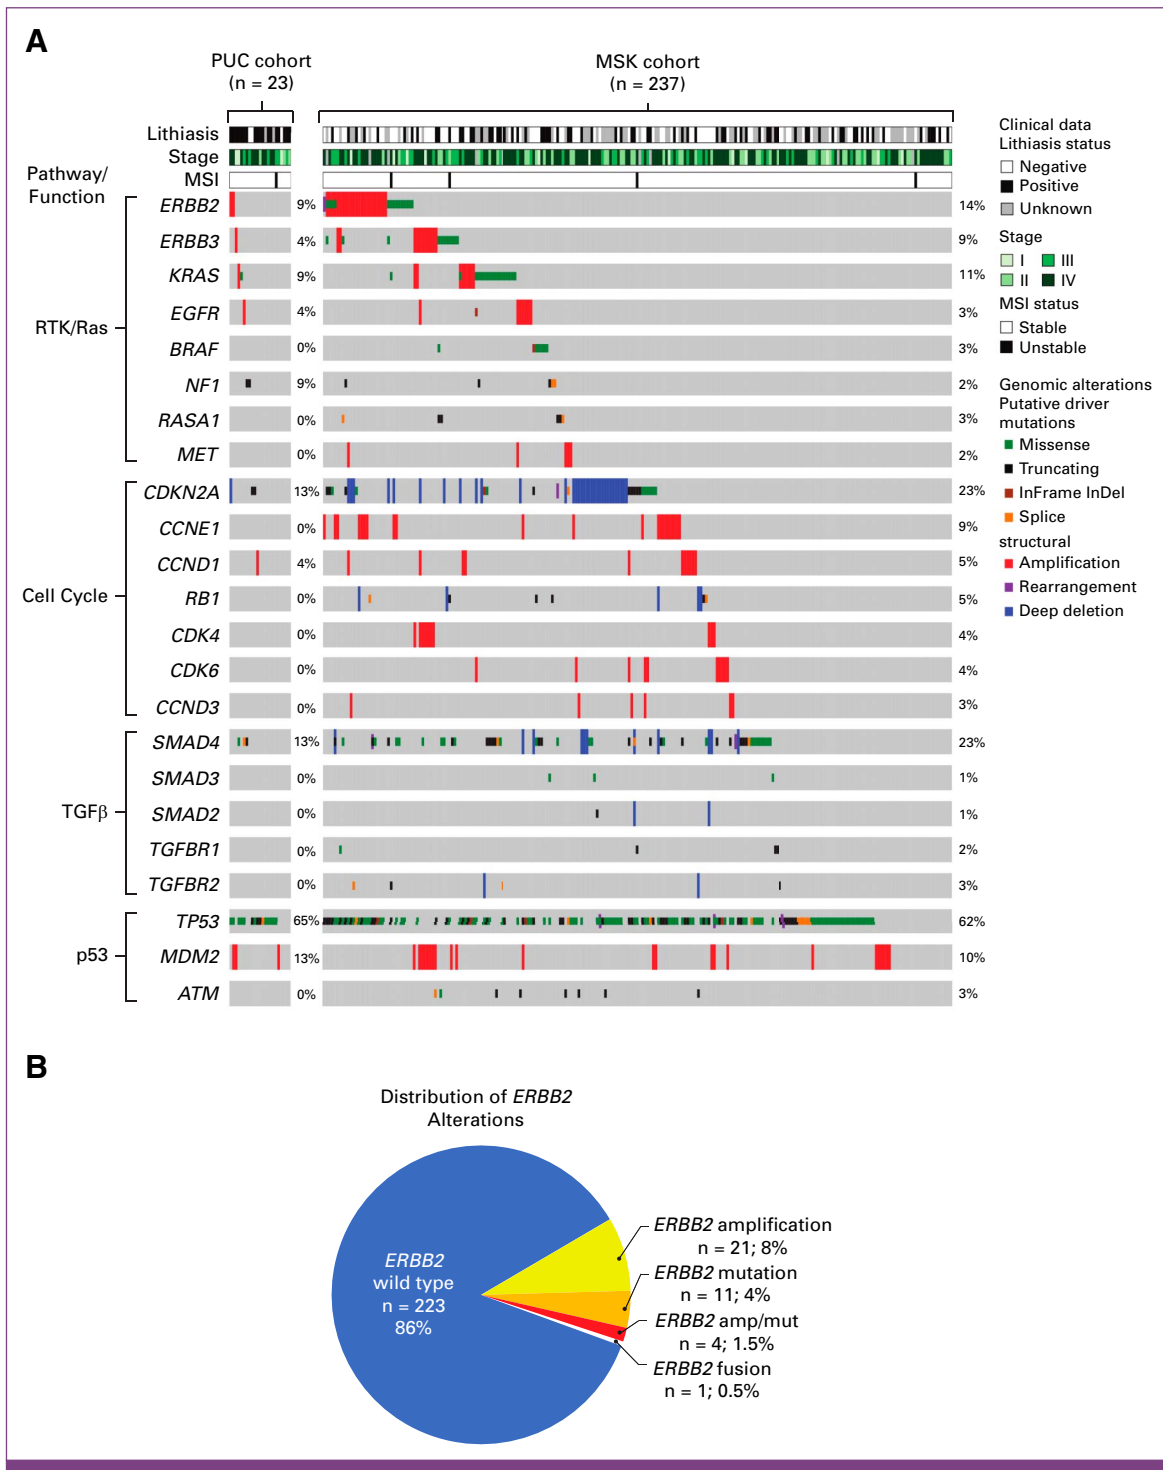 A
PUC cohort
(n = 23)
MSK cohort
(n = 237)
Lithiasis
Stage
MSI
Pathway/
Function
RTK/Ras
ERBB2 9% 14%
ERBB3 4% 9%
KRAS 9% 11%
EGFR 4% 3%
BRAF 0% 3%
NF1 9% 2%
RASA1 0% 3%
MET 0% 2%
Cell Cycle
CDKN2A 13% 23%
CCNE1 0% 9%
CCND1 4% 5%
RB1 0% 5%
CDK4 0% 4%
CDK6 0% 4%
CCND3 0% 3%
TGFβ
SMAD4 13% 23%
SMAD3 0% 1%
SMAD2 0% 1%
TGFBR1 0% 2%
TGFBR2 0% 3%
p53
TP53 65% 62%
MDM2 13% 10%
ATM 0% 3%
Clinical data
Lithiasis status
Negative
Positive
Unknown
Stage
I III
II IV
MSI status
Stable
Unstable
Genomic alterations
Putative driver
mutations
Missense
Truncating
InFrame InDel
Splice
structural
Amplification
Rearrangement
Deep deletion
B
Distribution of ERBB2
Alterations
ERBB2
wild type
n = 223
86%
ERBB2 amplification
n = 21; 8%
ERBB2 mutation
n = 11; 4%
ERBB2 amp/mut
n = 4; 1.5%
ERBB2 fusion
n = 1; 0.5%